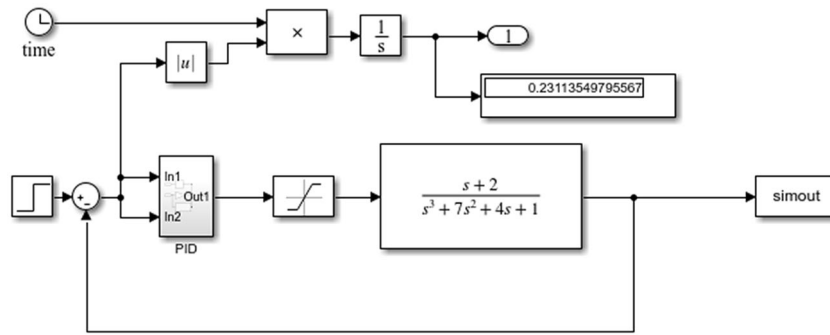 time
×
1
s
1
|u|
0.23113549795567
In1
Out1
In2
PID
s + 2
s³ + 7s² + 4s + 1
simout
+
-